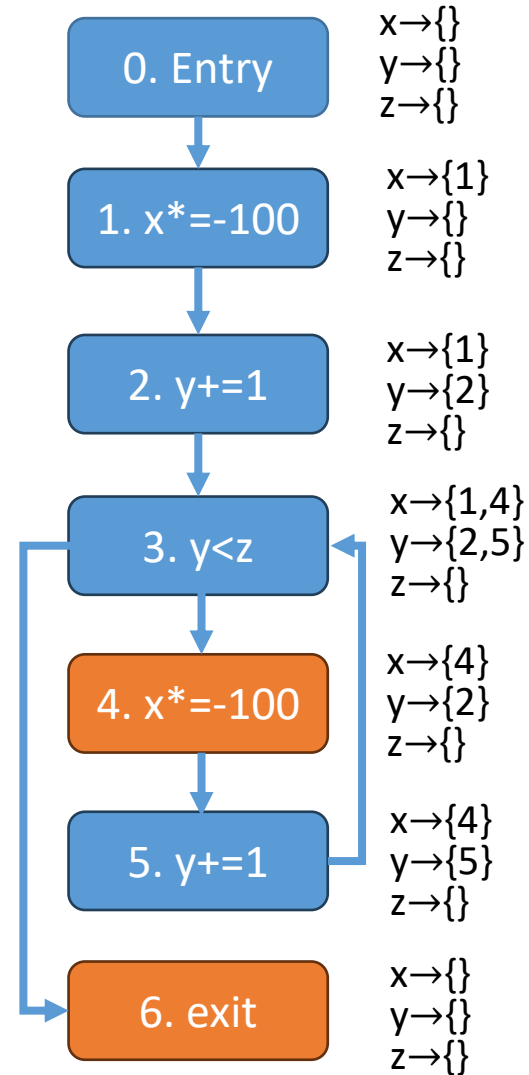 0. Entry
x→{}
y→{}
z→{}
1. x*=-100
x→{1}
y→{}
z→{}
2. y+=1
x→{1}
y→{2}
z→{}
3. y<z
x→{1,4}
y→{2,5}
z→{}
4. x*=-100
x→{4}
y→{2}
z→{}
5. y+=1
x→{4}
y→{5}
z→{}
6. exit
x→{}
y→{}
z→{}